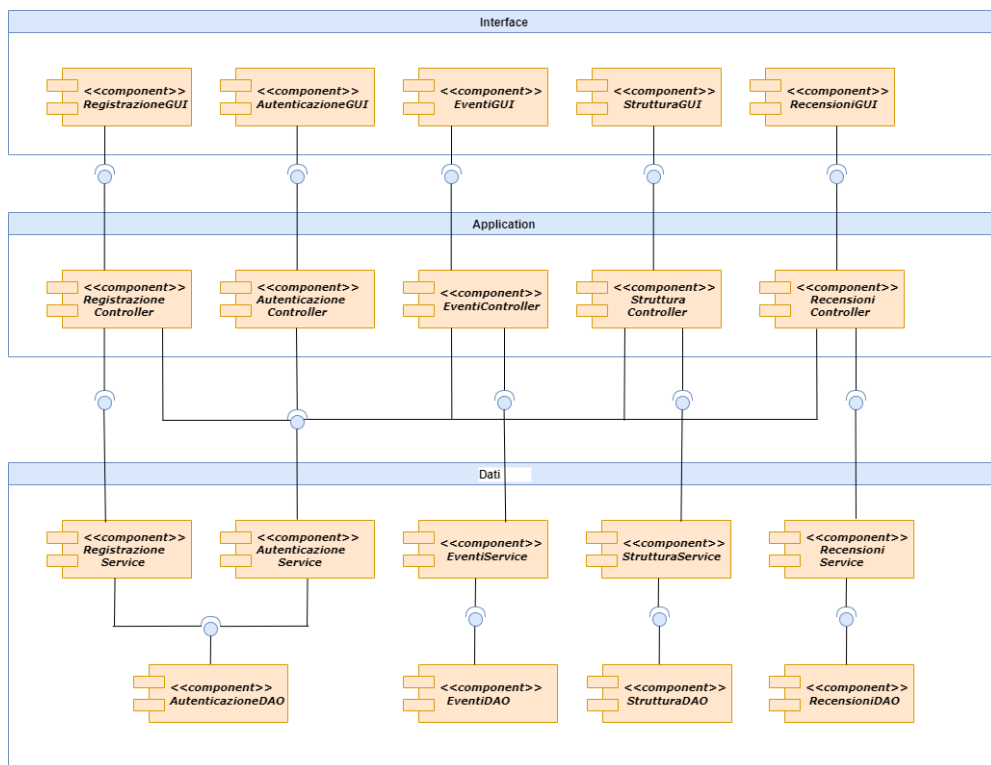 Interface
<<component>>
RegistrazioneGUI
<<component>>
AutenticazioneGUI
<<component>>
EventiGUI
<<component>>
StrutturaGUI
<<component>>
RecensioniGUI
Application
<<component>>
Registrazione
Controller
<<component>>
Autenticazione
Controller
<<component>>
EventiController
<<component>>
Struttura
Controller
<<component>>
Recensioni
Controller
Dati
<<component>>
Registrazione
Service
<<component>>
Autenticazione
Service
<<component>>
EventiService
<<component>>
StrutturaService
<<component>>
Recensioni
Service
<<component>>
AutenticazioneDAO
<<component>>
EventiDAO
<<component>>
StrutturaDAO
<<component>>
RecensioniDAO